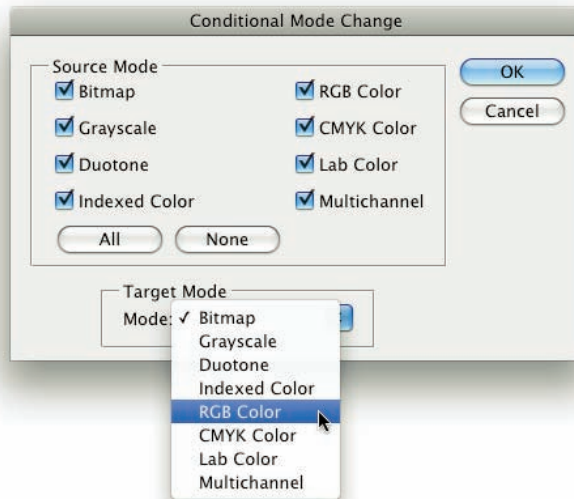 Conditional Mode Change
Source Mode
Bitmap
RGB Color
Grayscale
CMYK Color
Duotone
Lab Color
Indexed Color
Multichannel
All
None
OK
Cancel
Target Mode
Mode: ✓ Bitmap
Grayscale
Duotone
Indexed Color
RGB Color
CMYK Color
Lab Color
Multichannel